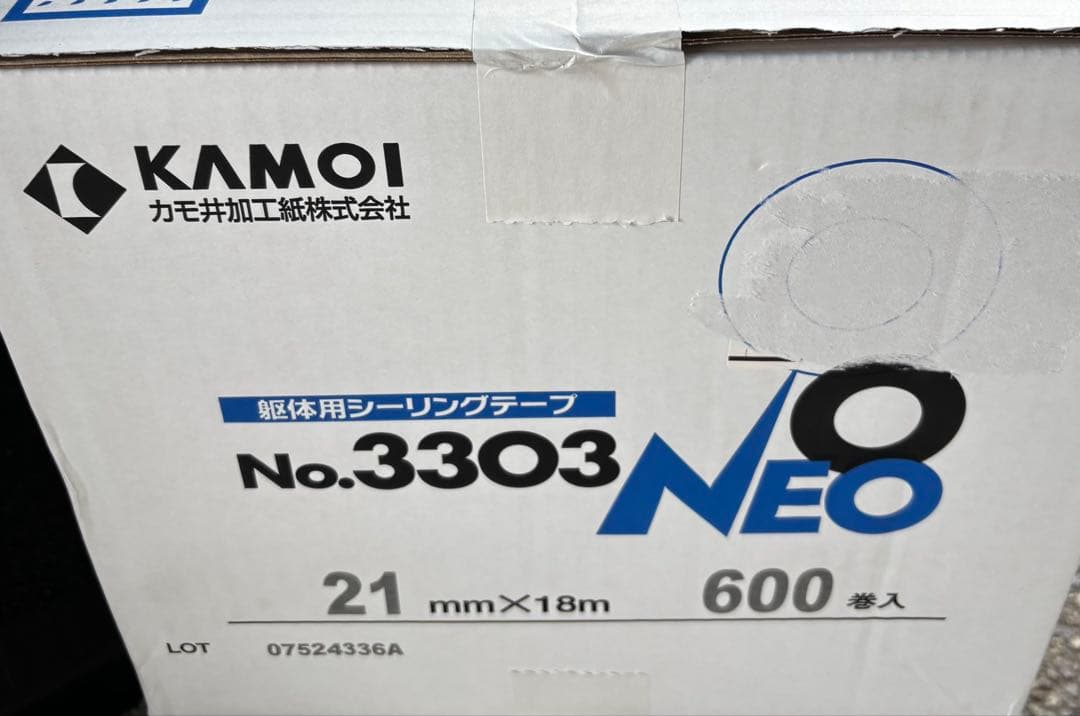 KAMOI
カモ井加工紙株式会社
躯体用シーリングテープ
No.3303 NEO
21 mm×18m 600 巻入
LOT 07524336A